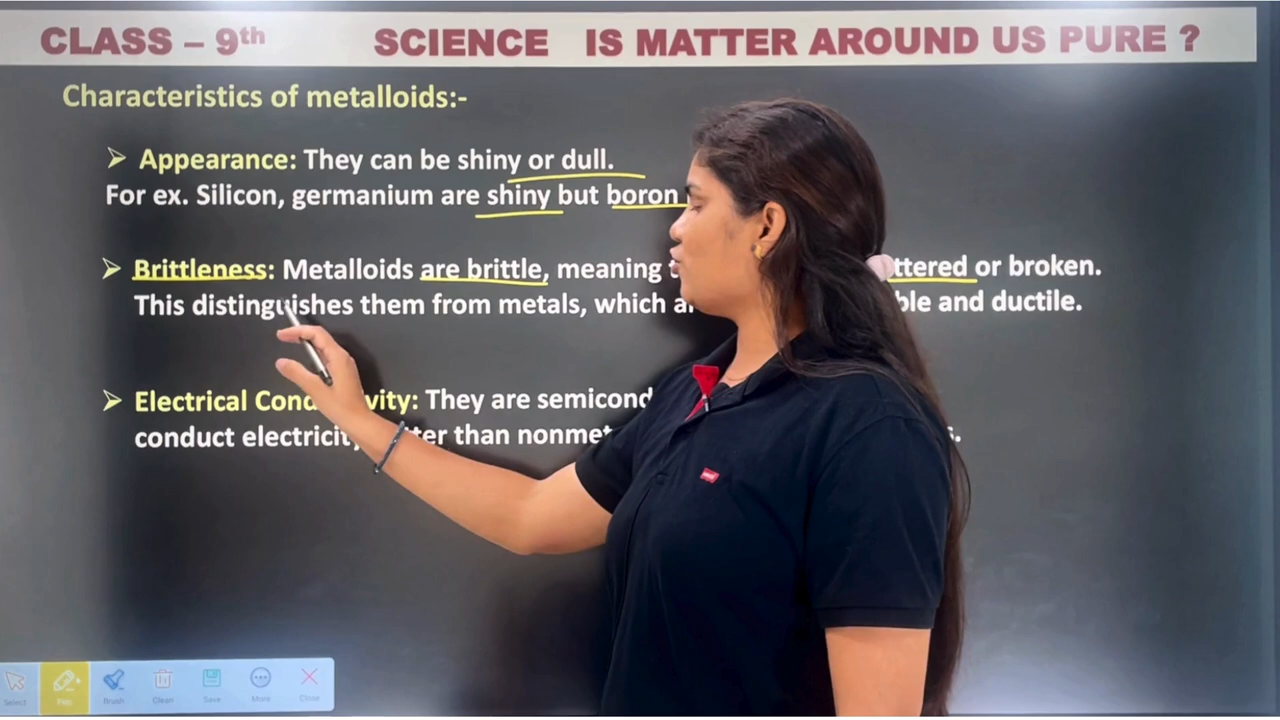 CLASS – 9th SCIENCE IS MATTER AROUND US PURE ?
Characteristics of metalloids:-
➢ Appearance: They can be shiny or dull.
For ex. Silicon, germanium are shiny but boron
➢ Brittleness: Metalloids are brittle, meaning ttered or broken.
This distinguishes them from metals, which ble and ductile.
➢ Electrical Cond vity: They are semicond
conduct electricity tter than nonmet s.
Select Pen Brush Clean Save More Close